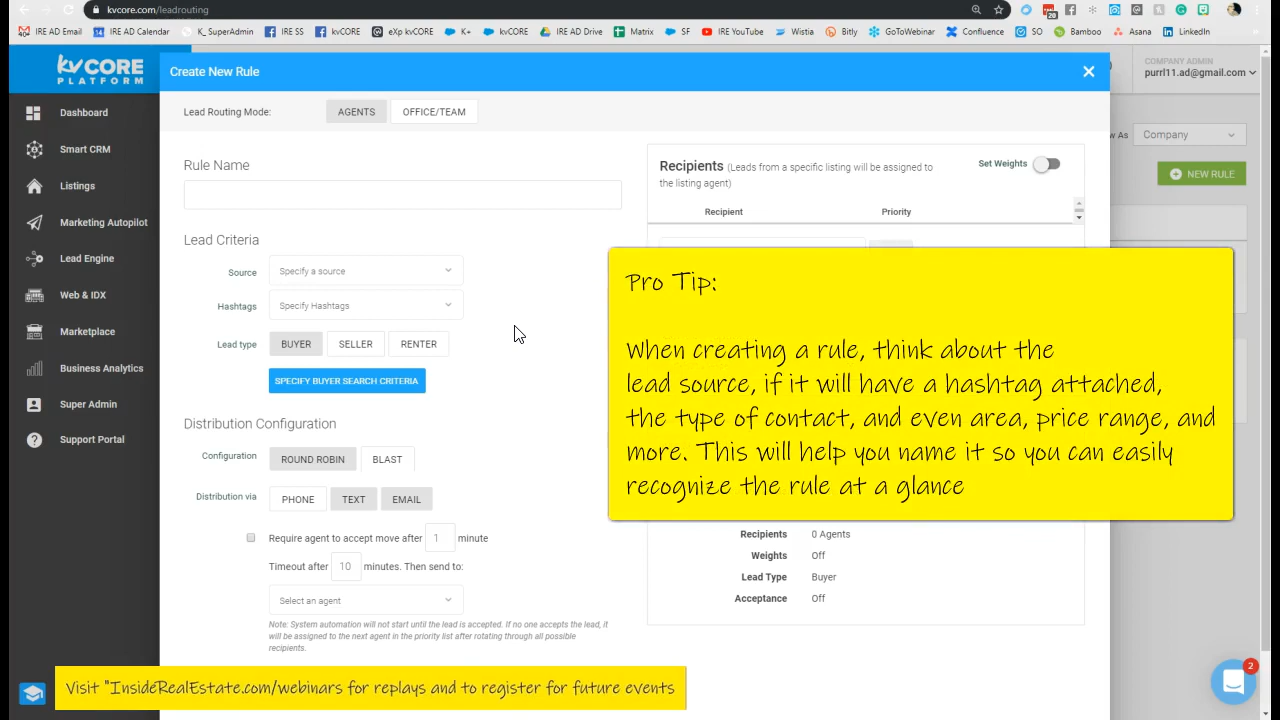 kvcore.com/leadrouting
IRE AD Email IRE AD Calendar K_SuperAdmin IRE SS kvCORE eXp kvCORE K+ kvCORE IRE AD Drive Matrix SF IRE YouTube Wistia Bitly GoToWebinar Confluence SO Bamboo Asana LinkedIn
20
kvCORE
PLATFORM
Dashboard
Smart CRM
Listings
Marketing Autopilot
Lead Engine
Web & IDX
Marketplace
Business Analytics
Super Admin
Support Portal
COMPANY ADMIN
purrl11.ad@gmail.com
w As Company
NEW RULE
Create New Rule
Lead Routing Mode: AGENTS OFFICE/TEAM
Rule Name
Lead Criteria
Source Specify a source
Hashtags Specify Hashtags
Lead type BUYER SELLER RENTER
SPECIFY BUYER SEARCH CRITERIA
Distribution Configuration
Configuration ROUND ROBIN BLAST
Distribution via PHONE TEXT EMAIL
Require agent to accept move after 1 minute
Timeout after 10 minutes. Then send to:
Select an agent
Note: System automation will not start until the lead is accepted. If no one accepts the lead, it
will be assigned to the next agent in the priority list after rotating through all possible
recipients.
Recipients (Leads from a specific listing will be assigned to
the listing agent)
Set Weights
Recipient Priority
Pro Tip:
When creating a rule, think about the
lead source, if it will have a hashtag attached,
the type of contact, and even area, price range, and
more. This will help you name it so you can easily
recognize the rule at a glance
Recipients 0 Agents
Weights Off
Lead Type Buyer
Acceptance Off
Visit "InsideRealEstate.com/webinars for replays and to register for future events
2